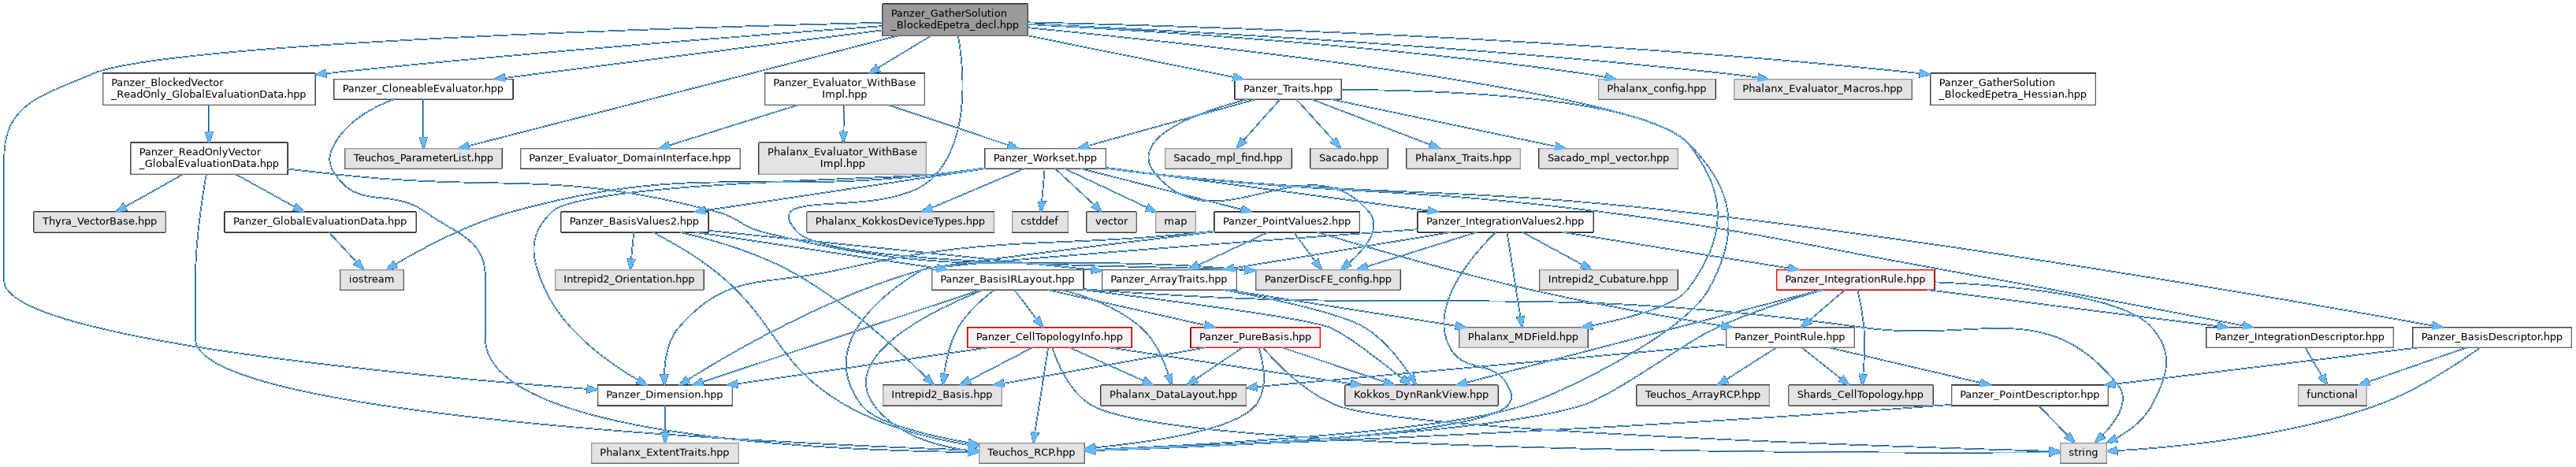 Panzer_GatherSolution
_BlockedEpetra_decl.hpp
Panzer_BlockedVector
_ReadOnly_GlobalEvaluationData.hpp
Panzer_CloneableEvaluator.hpp
Panzer_Evaluator_WithBase
Impl.hpp
Panzer_Traits.hpp
Phalanx_config.hpp
Phalanx_Evaluator_Macros.hpp
Panzer_GatherSolution
_BlockedEpetra_Hessian.hpp
Panzer_ReadOnlyVector
_GlobalEvaluationData.hpp
Teuchos_ParameterList.hpp
Panzer_Evaluator_DomainInterface.hpp
Phalanx_Evaluator_WithBase
Impl.hpp
Panzer_Workset.hpp
Sacado_mpl_find.hpp
Sacado.hpp
Phalanx_Traits.hpp
Sacado_mpl_vector.hpp
Thyra_VectorBase.hpp
Panzer_GlobalEvaluationData.hpp
Panzer_BasisValues2.hpp
Phalanx_KokkosDeviceTypes.hpp
cstddef
vector
map
Panzer_PointValues2.hpp
Panzer_IntegrationValues2.hpp
iostream
Intrepid2_Orientation.hpp
Panzer_BasisIRLayout.hpp
Panzer_ArrayTraits.hpp
PanzerDiscFE_config.hpp
Intrepid2_Cubature.hpp
Panzer_IntegrationRule.hpp
Panzer_CellTopologyInfo.hpp
Panzer_PureBasis.hpp
Phalanx_MDField.hpp
Panzer_PointRule.hpp
Panzer_IntegrationDescriptor.hpp
Panzer_BasisDescriptor.hpp
Panzer_Dimension.hpp
Intrepid2_Basis.hpp
Phalanx_DataLayout.hpp
Kokkos_DynRankView.hpp
Teuchos_ArrayRCP.hpp
Shards_CellTopology.hpp
Panzer_PointDescriptor.hpp
functional
Phalanx_ExtentTraits.hpp
Teuchos_RCP.hpp
string